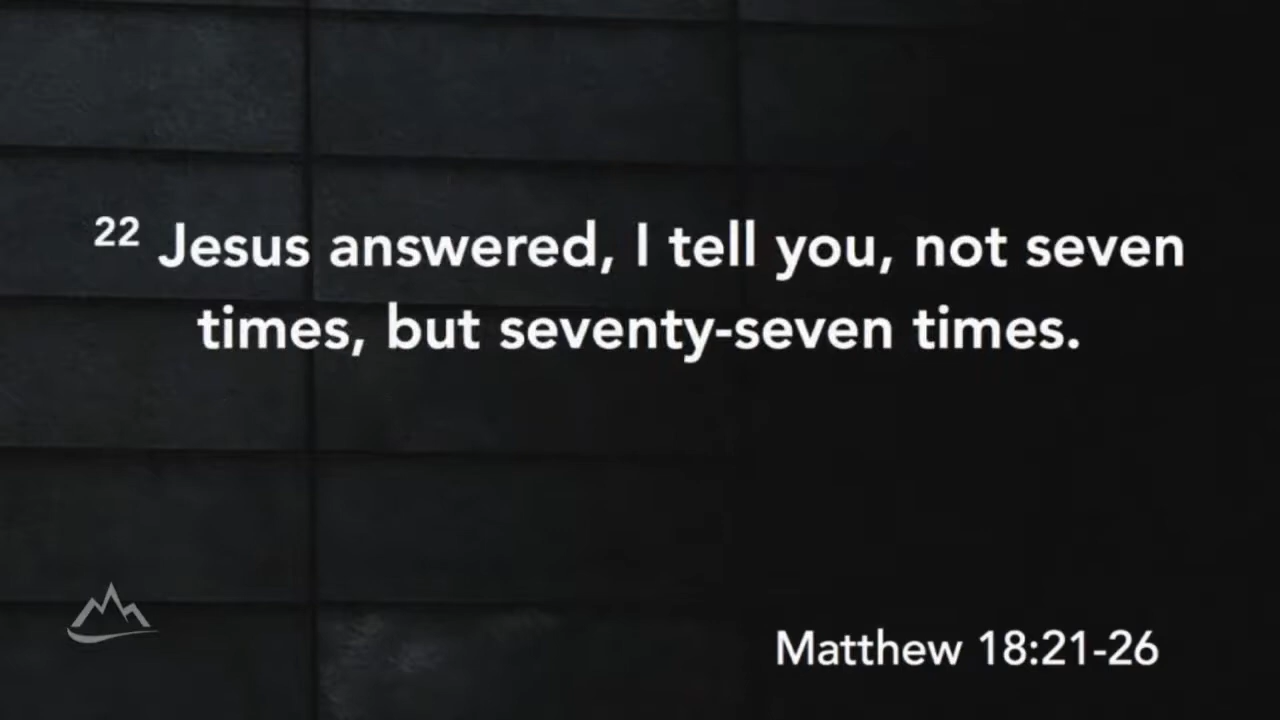 22 Jesus answered, I tell you, not seven
times, but seventy-seven times.
Matthew 18:21-26